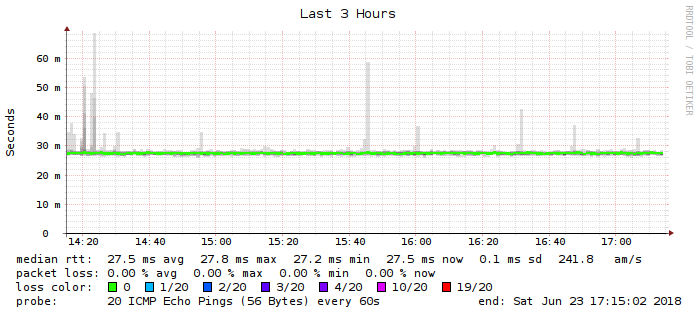 Last 3 Hours
RRDTOOL / TOBI OETIKER
Seconds
60 m
50 m
40 m
30 m
20 m
10 m
0
14:20 14:40 15:00 15:20 15:40 16:00 16:20 16:40 17:00
median rtt: 27.5 ms avg 27.8 ms max 27.2 ms min 27.5 ms now 0.1 ms sd 241.8 am/s
packet loss: 0.00 % avg 0.00 % max 0.00 % min 0.00 % now
loss color: 0 1/20 2/20 3/20 4/20 10/20 19/20
probe: 20 ICMP Echo Pings (56 Bytes) every 60s end: Sat Jun 23 17:15:02 2018